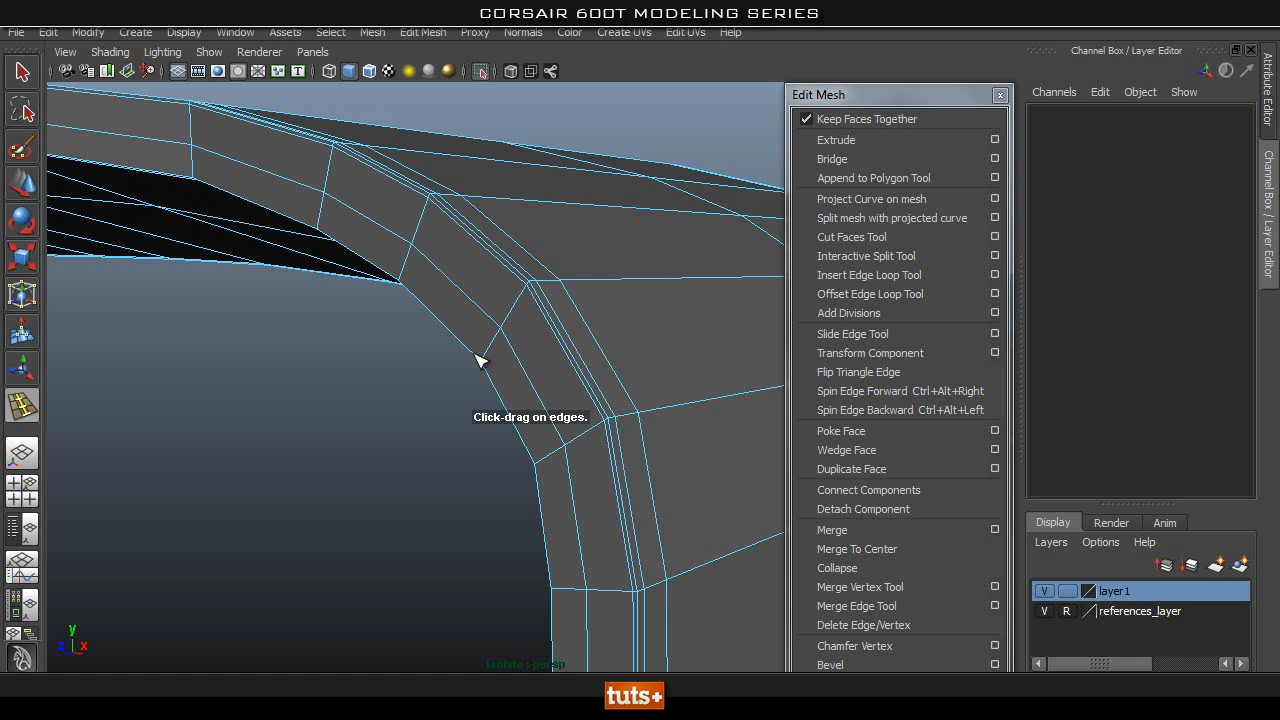 CORSAIR 600T MODELING SERIES
File Edit Modify Create Display Window Assets Select Mesh Edit Mesh Proxy Normals Color Create UVs Edit UVs Help
View Shading Lighting Show Renderer Panels
Channel Box / Layer Editor
Edit Mesh
Channels Edit Object Show
Keep Faces Together
Extrude
Bridge
Append to Polygon Tool
Project Curve on mesh
Split mesh with projected curve
Cut Faces Tool
Interactive Split Tool
Insert Edge Loop Tool
Offset Edge Loop Tool
Add Divisions
Slide Edge Tool
Transform Component
Flip Triangle Edge
Spin Edge Forward Ctrl+Alt+Right
Spin Edge Backward Ctrl+Alt+Left
Poke Face
Wedge Face
Duplicate Face
Connect Components
Detach Component
Merge
Merge To Center
Collapse
Merge Vertex Tool
Merge Edge Tool
Delete Edge/Vertex
Chamfer Vertex
Bevel
Attribute Editor
Channel Box / Layer Editor
Click-drag on edges.
Display Render Anim
Layers Options Help
V layer1
V R references_layer
y
z x
Isolate : persp
tuts+